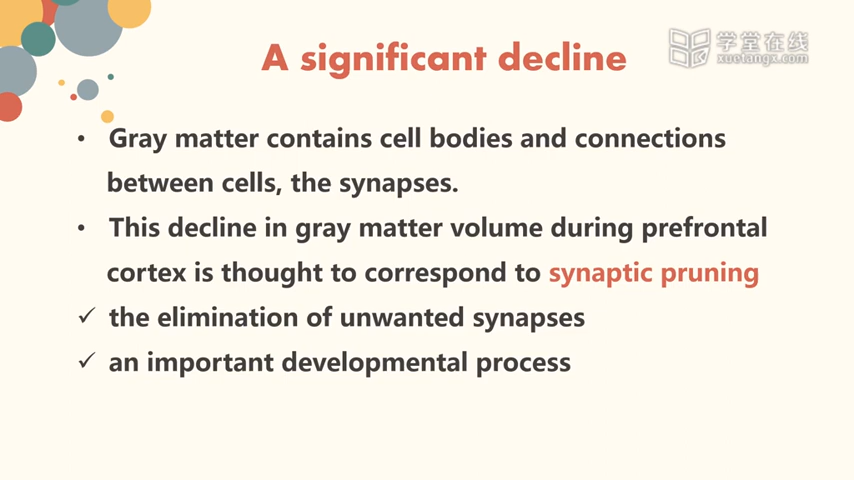 A significant decline
学堂在线
xuetangx.com
• Gray matter contains cell bodies and connections
between cells, the synapses.
• This decline in gray matter volume during prefrontal
cortex is thought to correspond to synaptic pruning
✓ the elimination of unwanted synapses
✓ an important developmental process